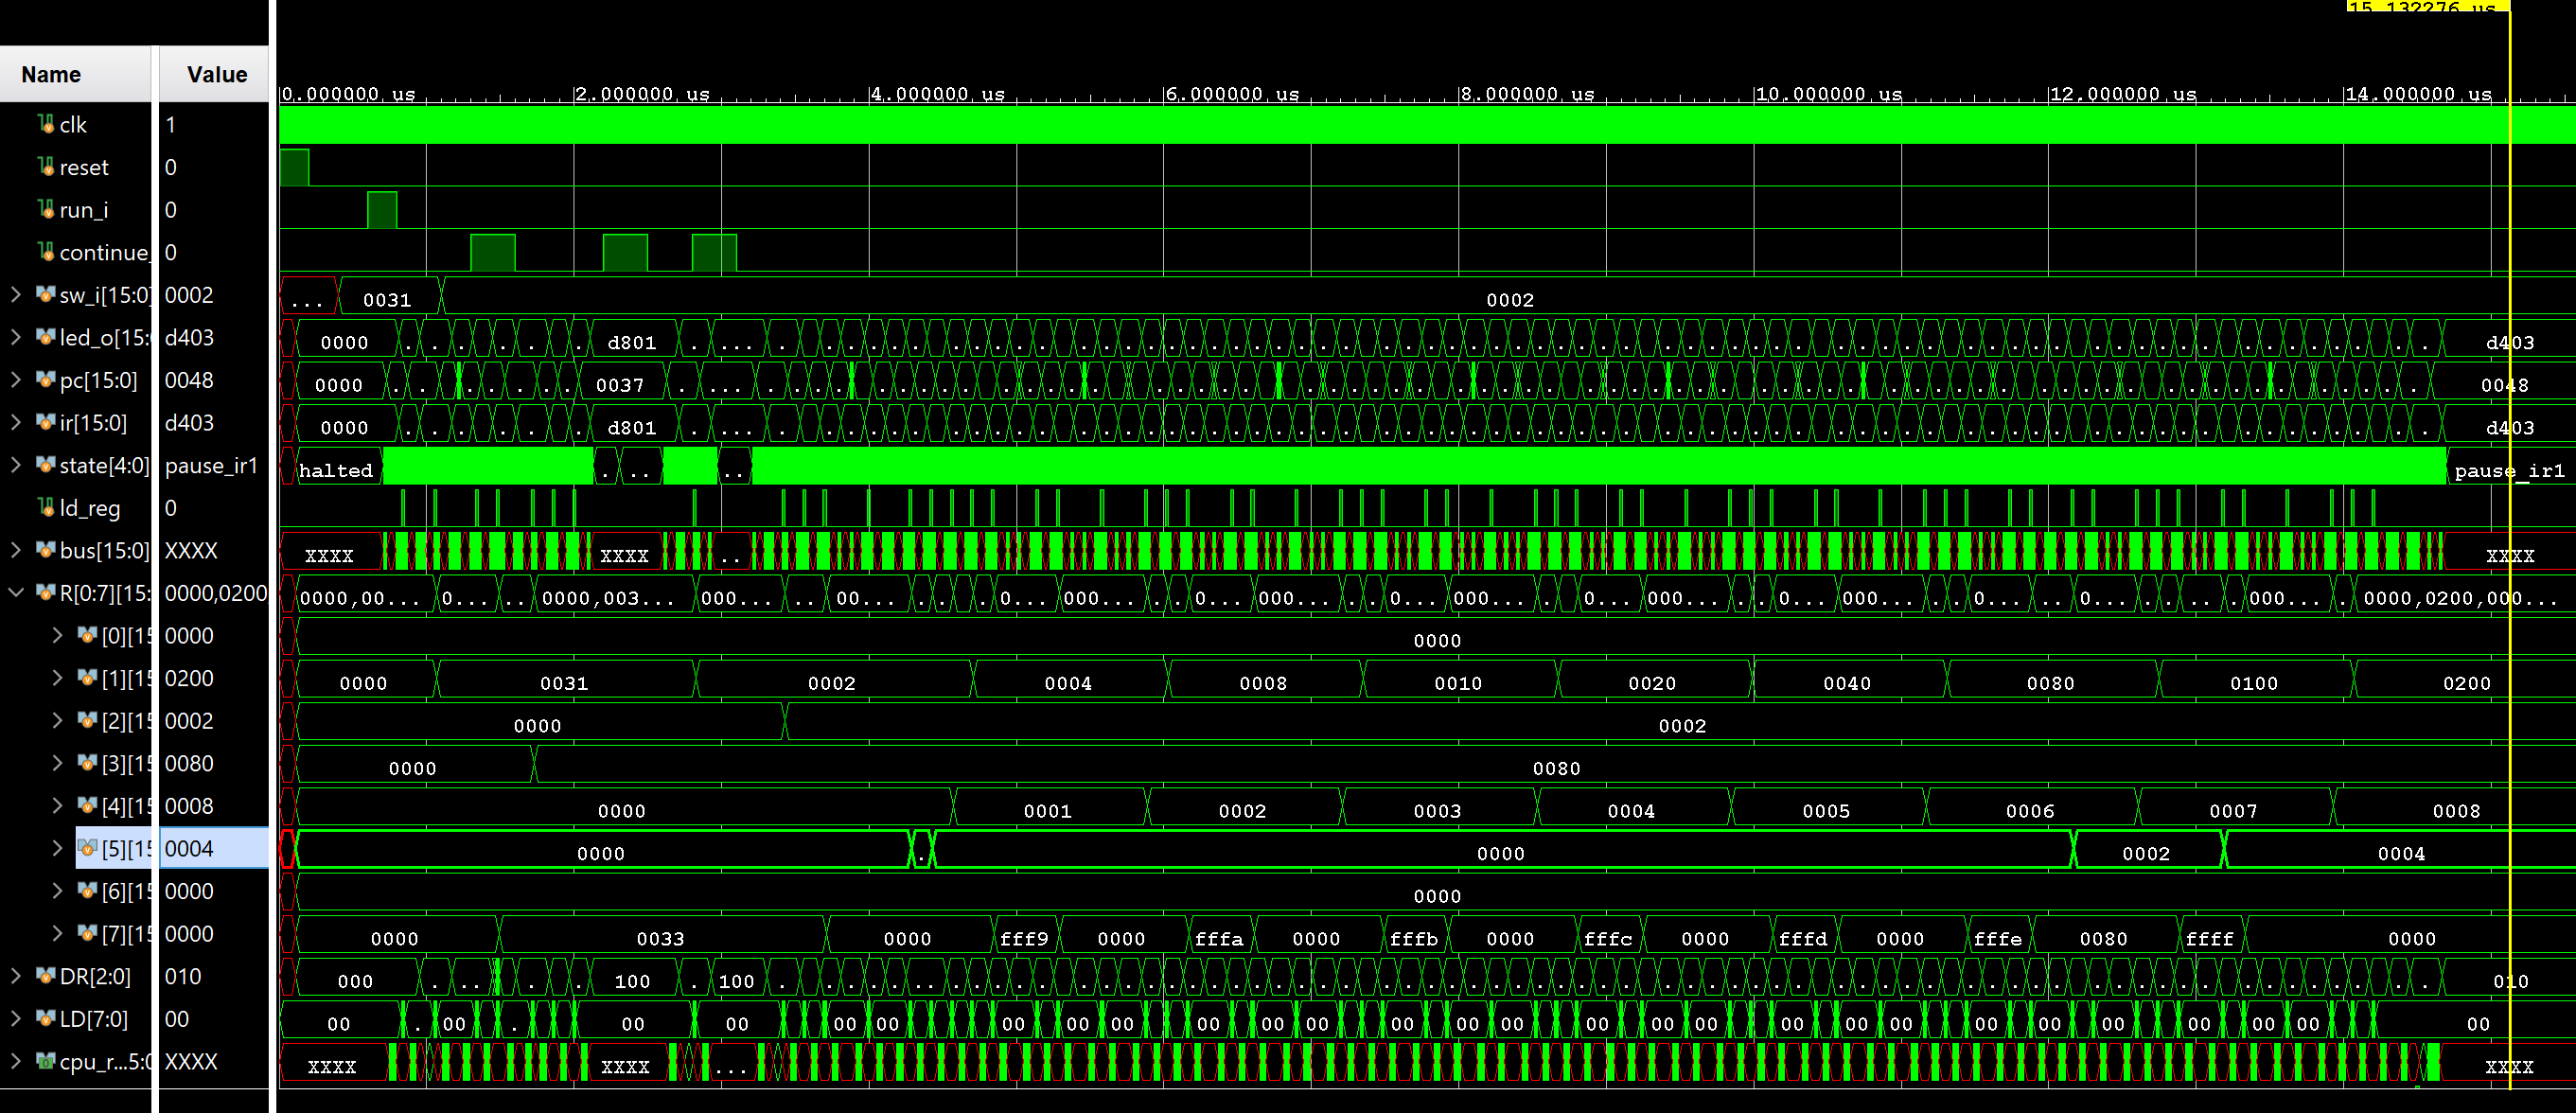 15.132276 us
Name Value
0.000000 us 2.000000 us 4.000000 us 6.000000 us 8.000000 us 10.000000 us 12.000000 us 14.000000 us
clk 1
reset 0
run_i 0
continue_ 0
sw_i[15:0] 0002 ... 0031 0002
led_o[15:0 d403 0000 d801 ... d403
pc[15:0] 0048 0000 0037 ... 0048
ir[15:0] d403 0000 d801 ... d403
state[4:0] pause_ir1 halted . .. .. pause_ir1
ld_reg 0
bus[15:0] XXXX XXXX XXXX .. XXXX
R[0:7][15: 0000,0200 0000,00... 0... .. 0000,003... 000... .. 00... 0... 000... 0... 000... 0... 000... 0... 000... 0... 000... 0... .. 0... .. 000... 0000,0200,000...
[0][15 0000 0000
[1][15 0200 0000 0031 0002 0004 0008 0010 0020 0040 0080 0100 0200
[2][15 0002 0000 0002
[3][15 0080 0000 0080
[4][15 0008 0000 0001 0002 0003 0004 0005 0006 0007 0008
[5][15 0004 0000 . 0000 0002 0004
[6][15 0000 0000
[7][15 0000 0000 0033 0000 fff9 0000 fffa 0000 fffb 0000 fffc 0000 fffd 0000 fffe 0080 ffff 0000
DR[2:0] 010 000 . .. 100 . 100 010
LD[7:0] 00 00 . 00 . 00 00 00 00 00 00 00 00 00 00 00 00 00 00 00 00 00 00 00 00 00 00 00 00 00 00 00
cpu_r...5:0 XXXX XXXX XXXX ... XXXX